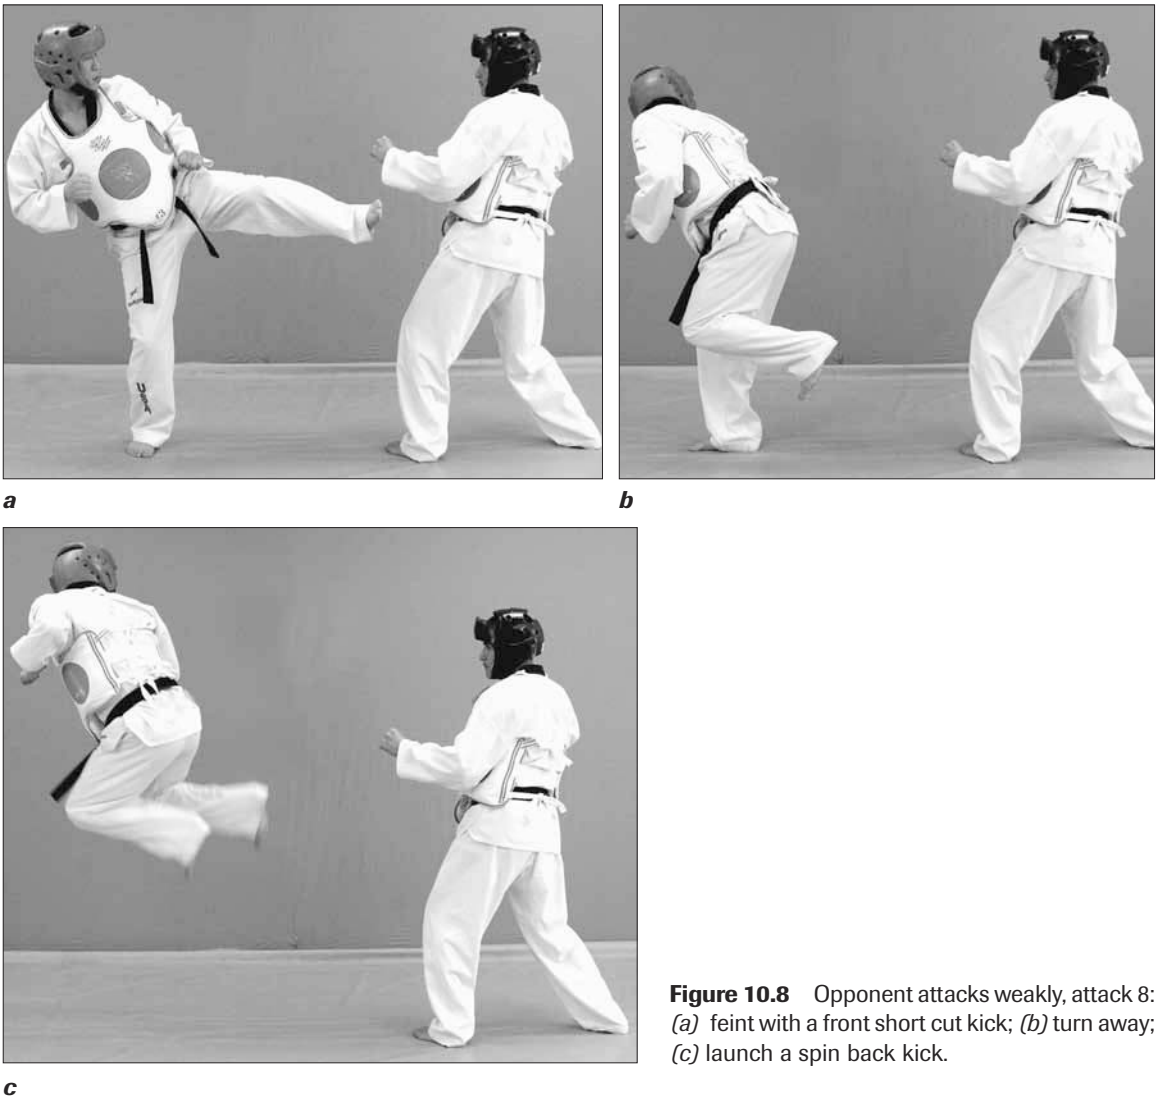 a
b
c
Figure 10.8 Opponent attacks weakly, attack 8:
(a) feint with a front short cut kick; (b) turn away;
(c) launch a spin back kick.